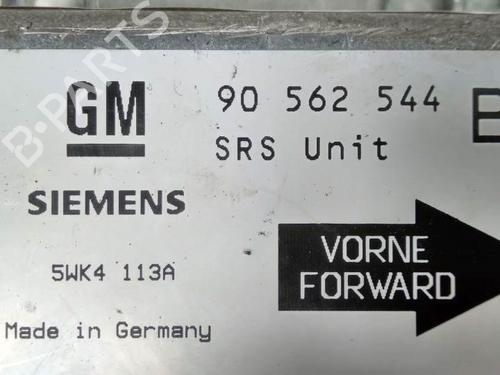 B-PARTS
GM
90 562 544
SRS Unit
SIEMENS
5WK4 113A
VORNE
FORWARD
Made in Germany